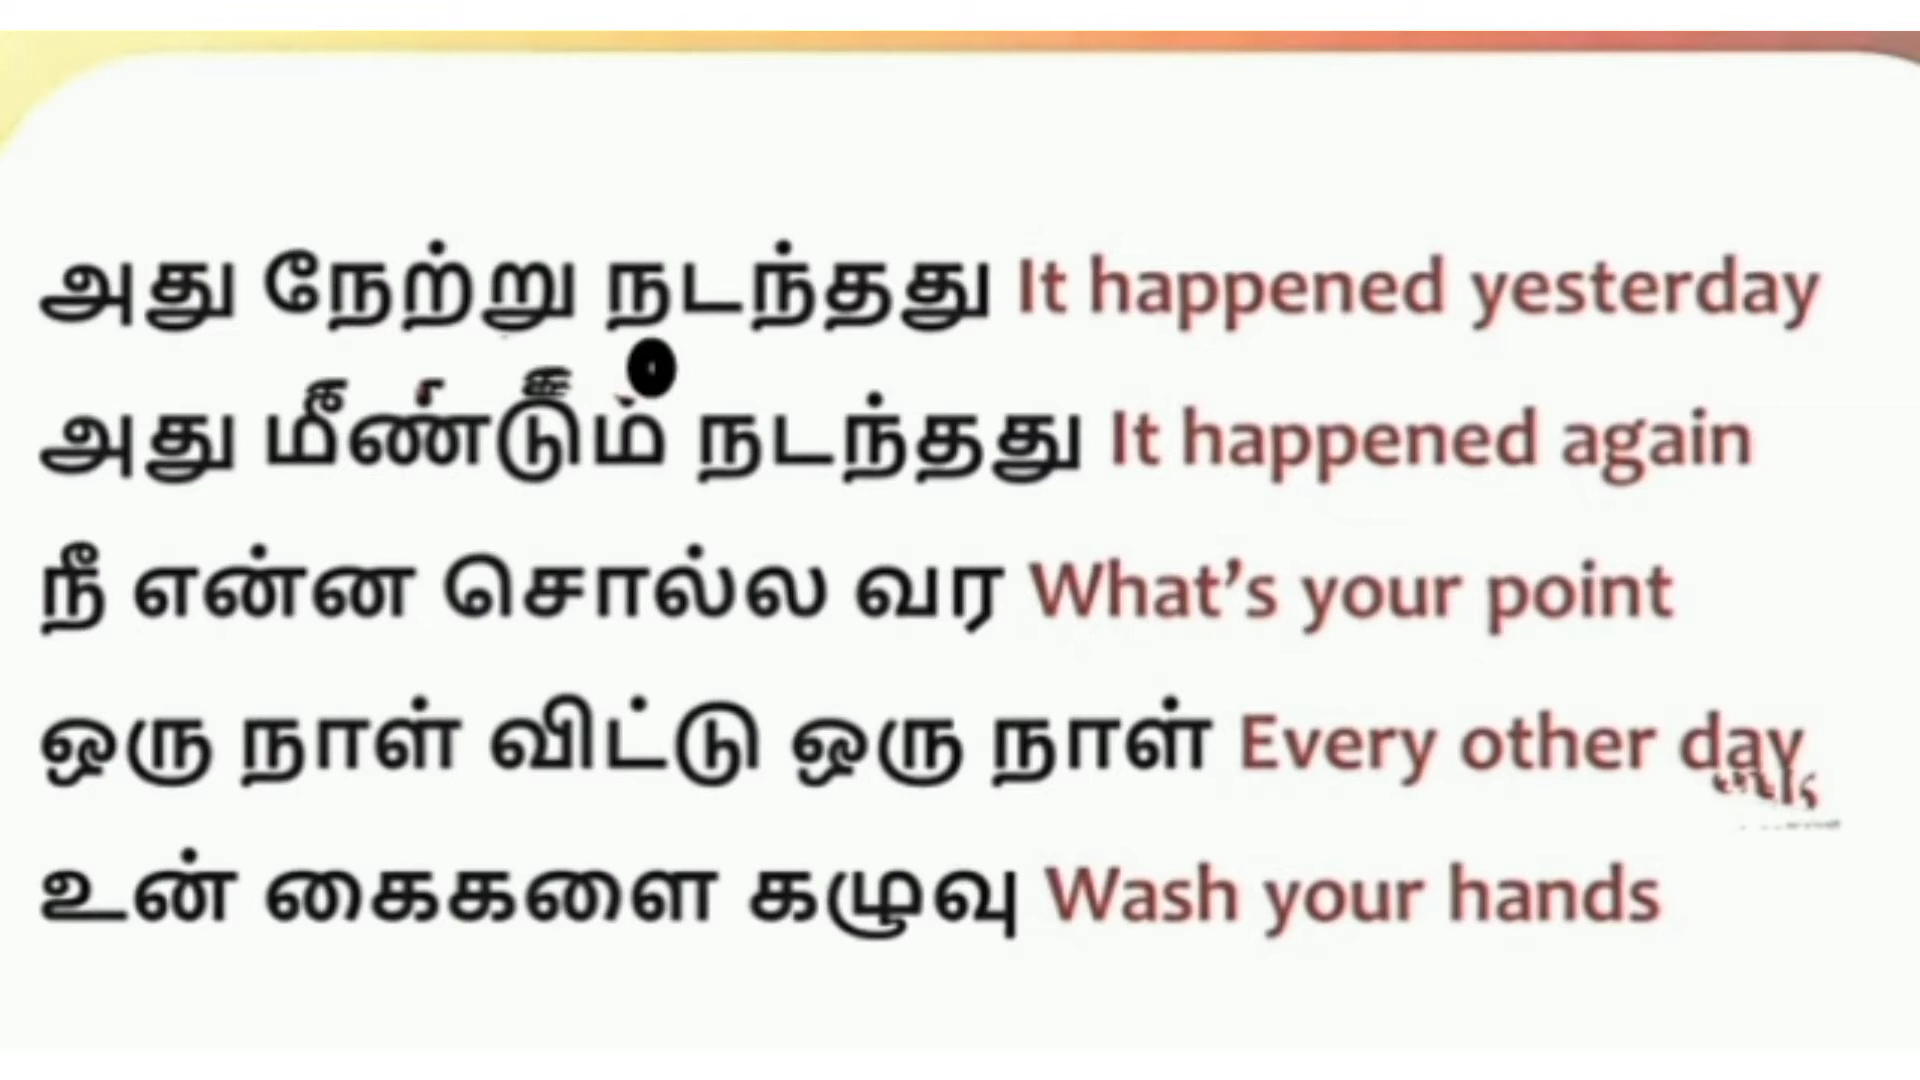 அது நேற்று நடந்தது It happened yesterday
அது மீண்டும் நடந்தது It happened again
நீ என்ன சொல்ல வர What's your point
ஒரு நாள் விட்டு ஒரு நாள் Every other day
உன் கைகளை கழுவு Wash your hands